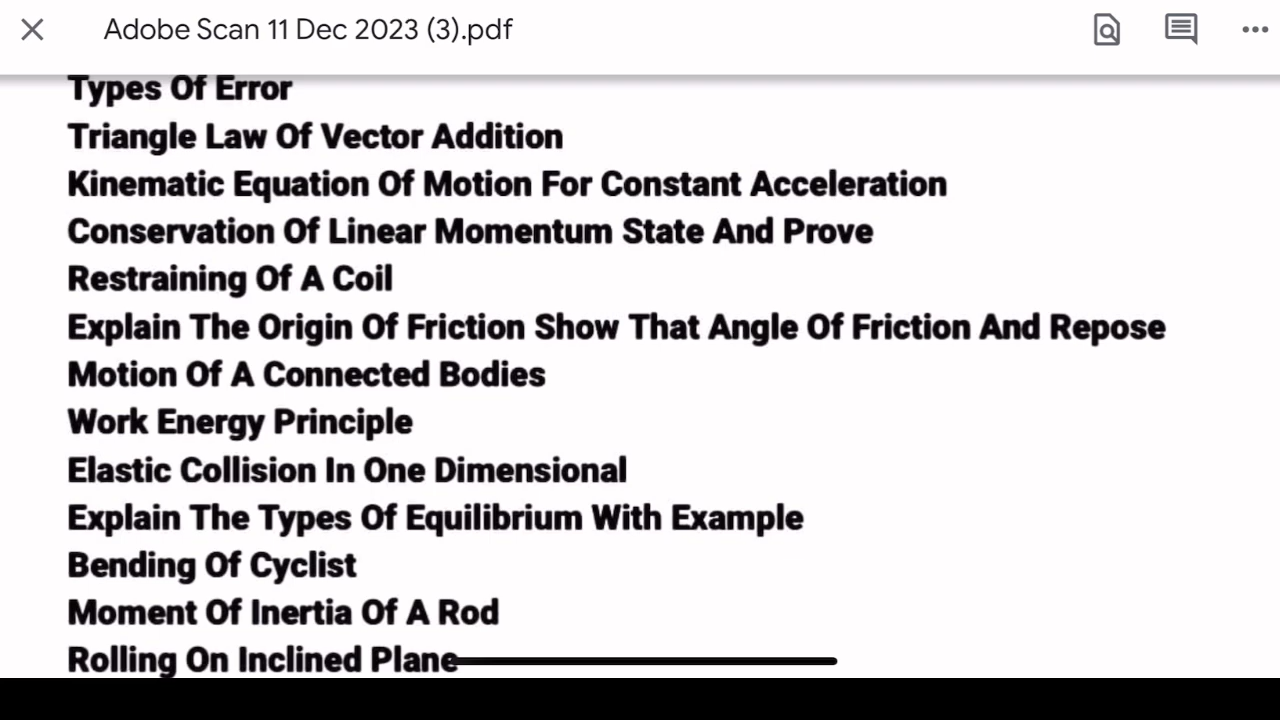 Adobe Scan 11 Dec 2023 (3).pdf
Types Of Error
Triangle Law Of Vector Addition
Kinematic Equation Of Motion For Constant Acceleration
Conservation Of Linear Momentum State And Prove
Restraining Of A Coil
Explain The Origin Of Friction Show That Angle Of Friction And Repose
Motion Of A Connected Bodies
Work Energy Principle
Elastic Collision In One Dimensional
Explain The Types Of Equilibrium With Example
Bending Of Cyclist
Moment Of Inertia Of A Rod
Rolling On Inclined Plane